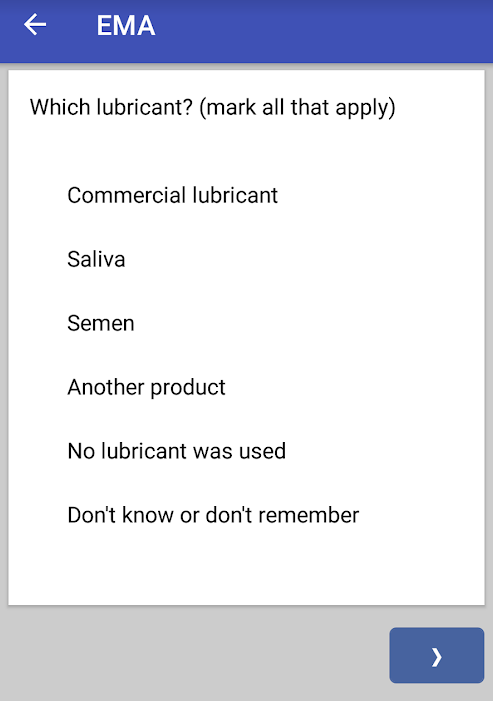 EMA
Which lubricant? (mark all that apply)
Commercial lubricant
Saliva
Semen
Another product
No lubricant was used
Don't know or don't remember